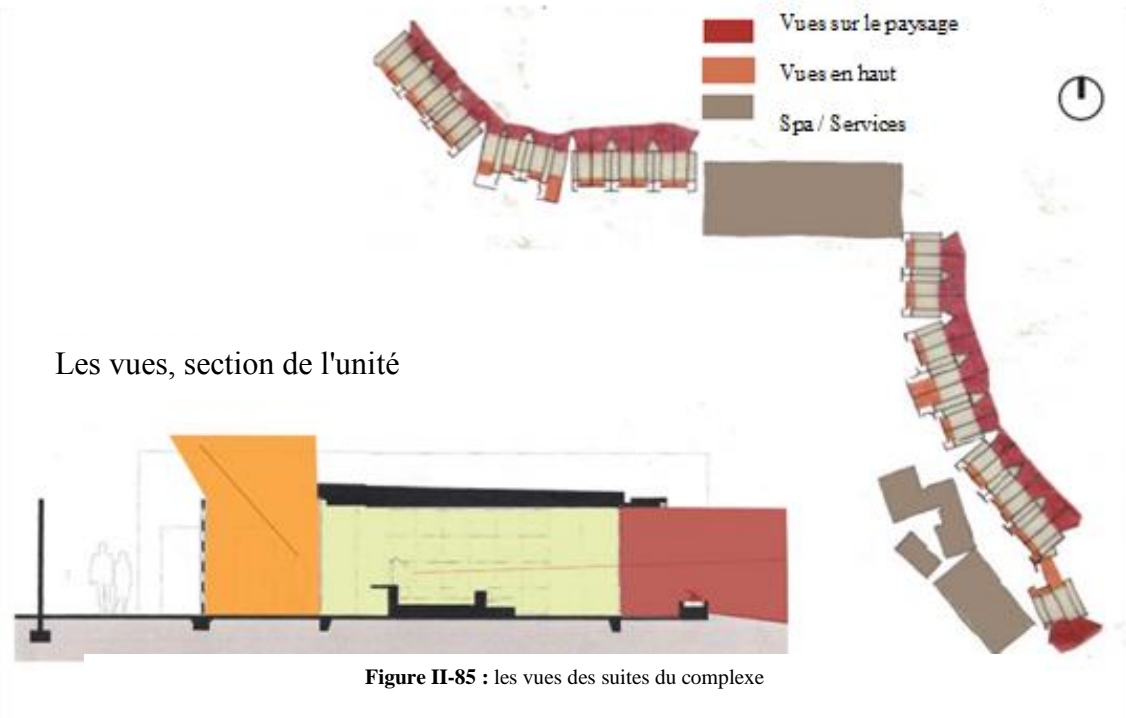 Vues sur le paysage
Vues en haut
Spa / Services
Les vues, section de l'unité
Figure II-85 : les vues des suites du complexe